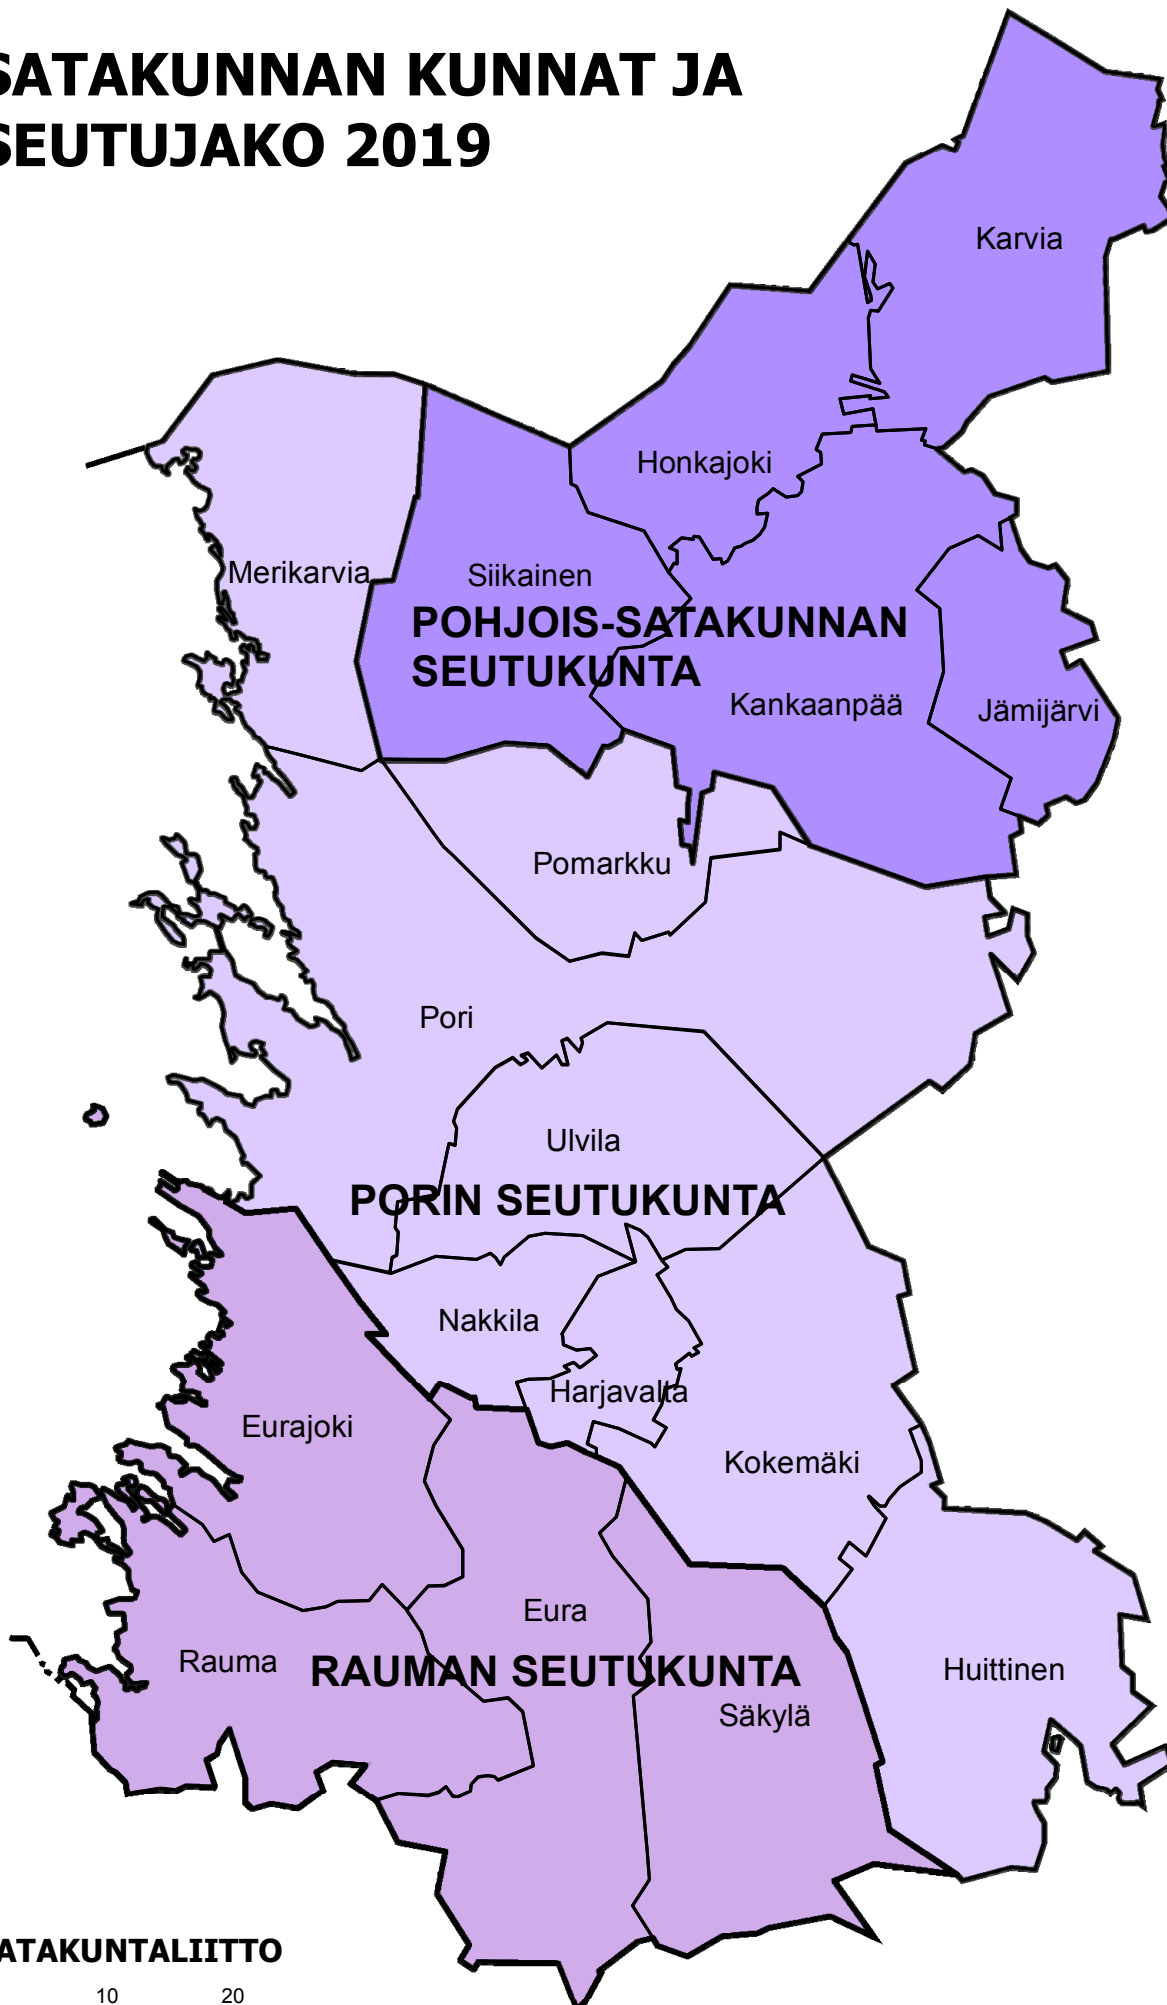 SATAKUNNAN KUNNAT JA
SEUTUJAKO 2019
Karvia
Honkajoki
Merikarvia
Siikainen
POHJOIS-SATAKUNNAN
SEUTUKUNTA
Kankaanpää
Jämijärvi
Pomarkku
Pori
Ulvila
PORIN SEUTUKUNTA
Nakkila
Harjavalta
Eurajoki
Kokemäki
Eura
Rauma
RAUMAN SEUTUKUNTA
Huittinen
Säkylä
SATAKUNTALIITTO
10 20